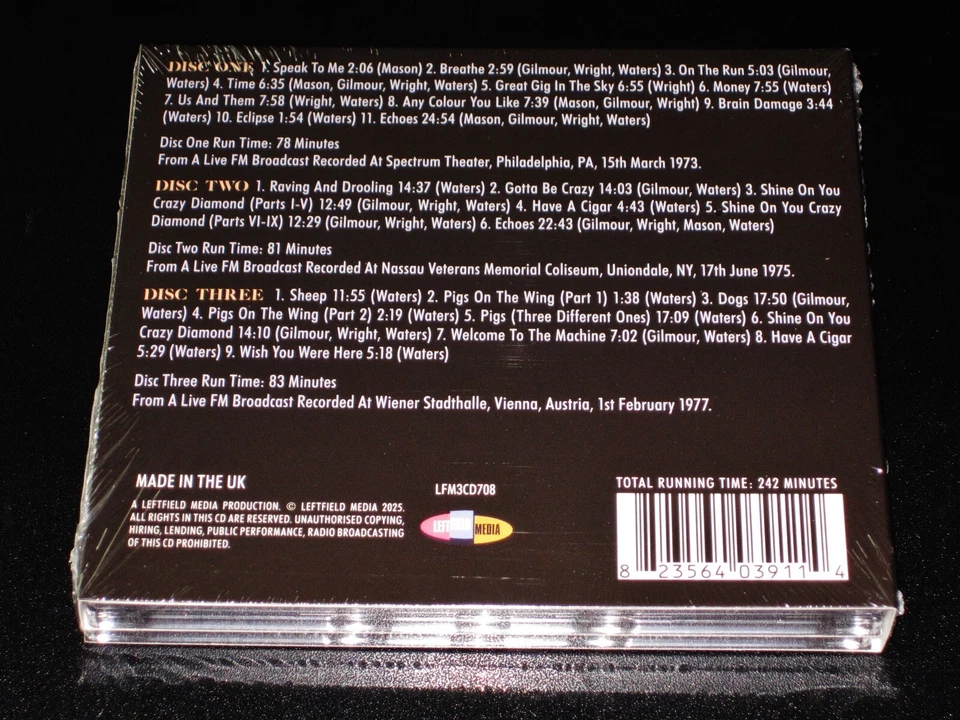 DISC ONE 1. Speak To Me 2:06 (Mason) 2. Breathe 2:59 (Gilmour, Wright, Waters) 3. On The Run 5:03 (Gilmour,
Waters) 4. Time 6:35 (Mason, Gilmour, Wright, Waters) 5. Great Gig In The Sky 6:55 (Wright) 6. Money 7:55 (Waters)
7. Us And Them 7:58 (Wright, Waters) 8. Any Colour You Like 7:39 (Mason, Gilmour, Wright) 9. Brain Damage 3:44
(Waters) 10. Eclipse 1:54 (Waters) 11. Echoes 24:54 (Mason, Gilmour, Wright, Waters)
Disc One Run Time: 78 Minutes
From A Live FM Broadcast Recorded At Spectrum Theater, Philadelphia, PA, 15th March 1973.
DISC TWO 1. Raving And Drooling 14:37 (Waters) 2. Gotta Be Crazy 14:03 (Gilmour, Waters) 3. Shine On You
Crazy Diamond (Parts I-V) 12:49 (Gilmour, Wright, Waters) 4. Have A Cigar 4:43 (Waters) 5. Shine On You Crazy
Diamond (Parts VI-IX) 12:29 (Gilmour, Wright, Waters) 6. Echoes 22:43 (Gilmour, Wright, Mason, Waters)
Disc Two Run Time: 81 Minutes
From A Live FM Broadcast Recorded At Nassau Veterans Memorial Coliseum, Uniondale, NY, 17th June 1975.
DISC THREE 1. Sheep 11:55 (Waters) 2. Pigs On The Wing (Part 1) 1:38 (Waters) 3. Dogs 17:50 (Gilmour,
Waters) 4. Pigs On The Wing (Part 2) 2:19 (Waters) 5. Pigs (Three Different Ones) 17:09 (Waters) 6. Shine On You
Crazy Diamond 14:10 (Gilmour, Wright, Waters) 7. Welcome To The Machine 7:02 (Gilmour, Waters) 8. Have A Cigar
5:29 (Waters) 9. Wish You Were Here 5:18 (Waters)
Disc Three Run Time: 83 Minutes
From A Live FM Broadcast Recorded At Wiener Stadthalle, Vienna, Austria, 1st February 1977.
MADE IN THE UK
A LEFTFIELD MEDIA PRODUCTION. © LEFTFIELD MEDIA 2025.
ALL RIGHTS IN THIS CD ARE RESERVED. UNAUTHORISED COPYING,
HIRING, LENDING, PUBLIC PERFORMANCE, RADIO BROADCASTING
OF THIS CD PROHIBITED.
LFM3CD708
LEFTFIELD MEDIA
TOTAL RUNNING TIME: 242 MINUTES
8 23564 03911 4